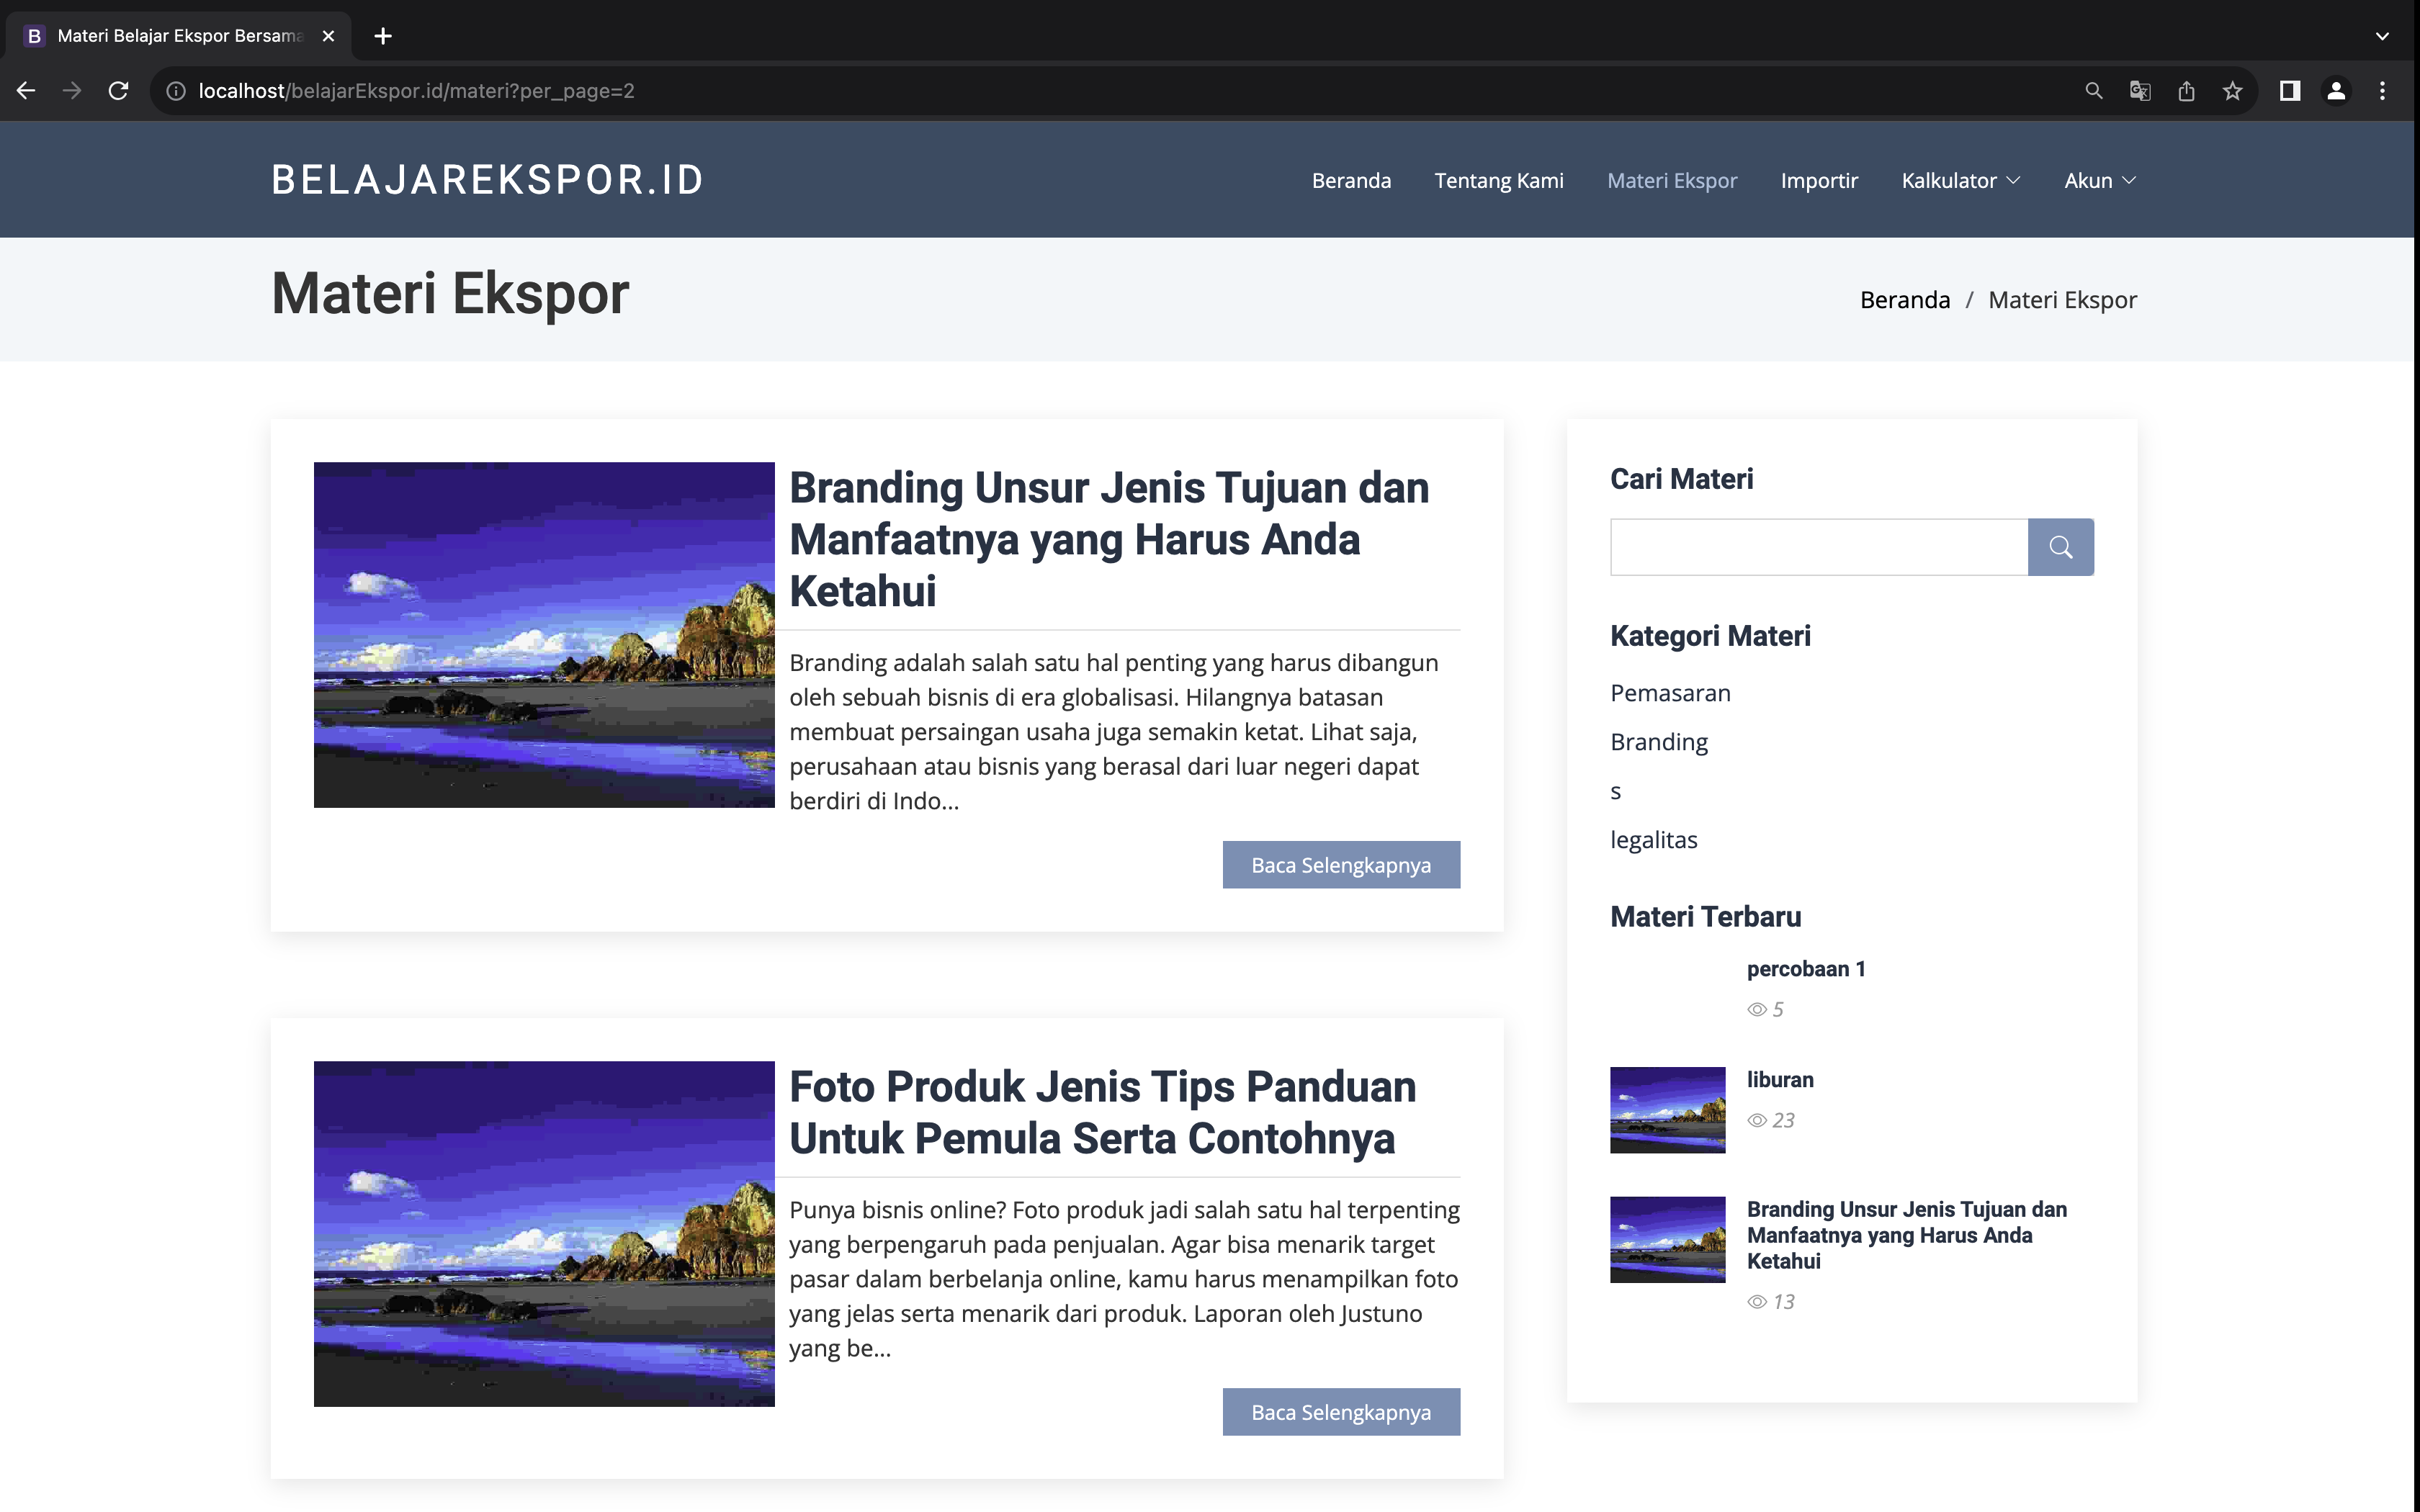 Materi Belajar Ekspor Bersama
localhost/belajarEkspor.id/materi?per_page=2
BELAJAREKSPOR.ID
Beranda
Tentang Kami
Materi Ekspor
Importir
Kalkulator
Akun
Materi Ekspor
Beranda / Materi Ekspor
Branding Unsur Jenis Tujuan dan
Manfaatnya yang Harus Anda
Ketahui
Branding adalah salah satu hal penting yang harus dibangun
oleh sebuah bisnis di era globalisasi. Hilangnya batasan
membuat persaingan usaha juga semakin ketat. Lihat saja,
perusahaan atau bisnis yang berasal dari luar negeri dapat
berdiri di Indo...
Baca Selengkapnya
Foto Produk Jenis Tips Panduan
Untuk Pemula Serta Contohnya
Punya bisnis online? Foto produk jadi salah satu hal terpenting
yang berpengaruh pada penjualan. Agar bisa menarik target
pasar dalam berbelanja online, kamu harus menampilkan foto
yang jelas serta menarik dari produk. Laporan oleh Justuno
yang be...
Baca Selengkapnya
Cari Materi
Kategori Materi
Pemasaran
Branding
s
legalitas
Materi Terbaru
percobaan 1
5
liburan
23
Branding Unsur Jenis Tujuan dan
Manfaatnya yang Harus Anda
Ketahui
13